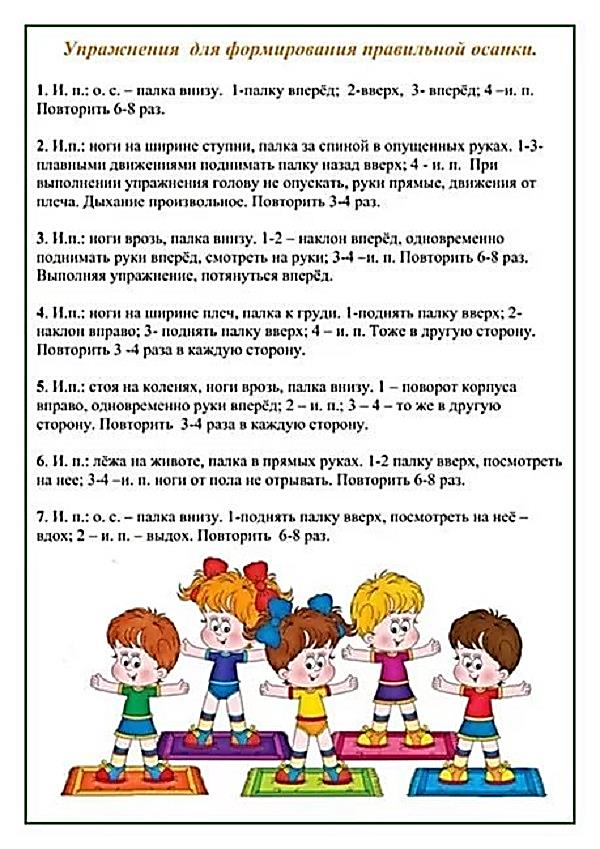 Упражнения для формирования правильной осанки.
1. И. п.: о. с. – палка внизу. 1-палку вперёд; 2-вверх, 3- вперёд; 4 –и. п.
Повторить 6-8 раз.
2. И.п.: ноги на ширине ступни, палка за спиной в опущенных руках. 1-3-
плавными движениями поднимать палку назад вверх; 4 - и. п. При
выполнении упражнения голову не опускать, руки прямые, движения от
плеча. Дыхание произвольное. Повторить 3-4 раз.
3. И.п.: ноги врозь, палка внизу. 1-2 – наклон вперёд, одновременно
поднимать руки вперёд, смотреть на руки; 3-4 –и. п. Повторить 6-8 раз.
Выполняя упражнение, потянуться вперёд.
4. И.п.: ноги на ширине плеч, палка к груди. 1-поднять палку вверх; 2-
наклон вправо; 3- поднять палку вверх; 4 – и. п. Тоже в другую сторону.
Повторить 3 -4 раза в каждую сторону.
5. И.п.: стоя на коленях, ноги врозь, палка внизу. 1 – поворот корпуса
вправо, одновременно руки вперёд; 2 – и. п.; 3 – 4 – то же в другую
сторону. Повторить 3-4 раза в каждую сторону.
6. И. п.: лёжа на животе, палка в прямых руках. 1-2 палку вверх, посмотреть
на нее; 3-4 –и. п. ноги от пола не отрывать. Повторить 6-8 раз.
7. И. п.: о. с. – палка внизу. 1-поднять палку вверх, посмотреть на неё –
вдох; 2 – и. п. – выдох. Повторить 6-8 раз.